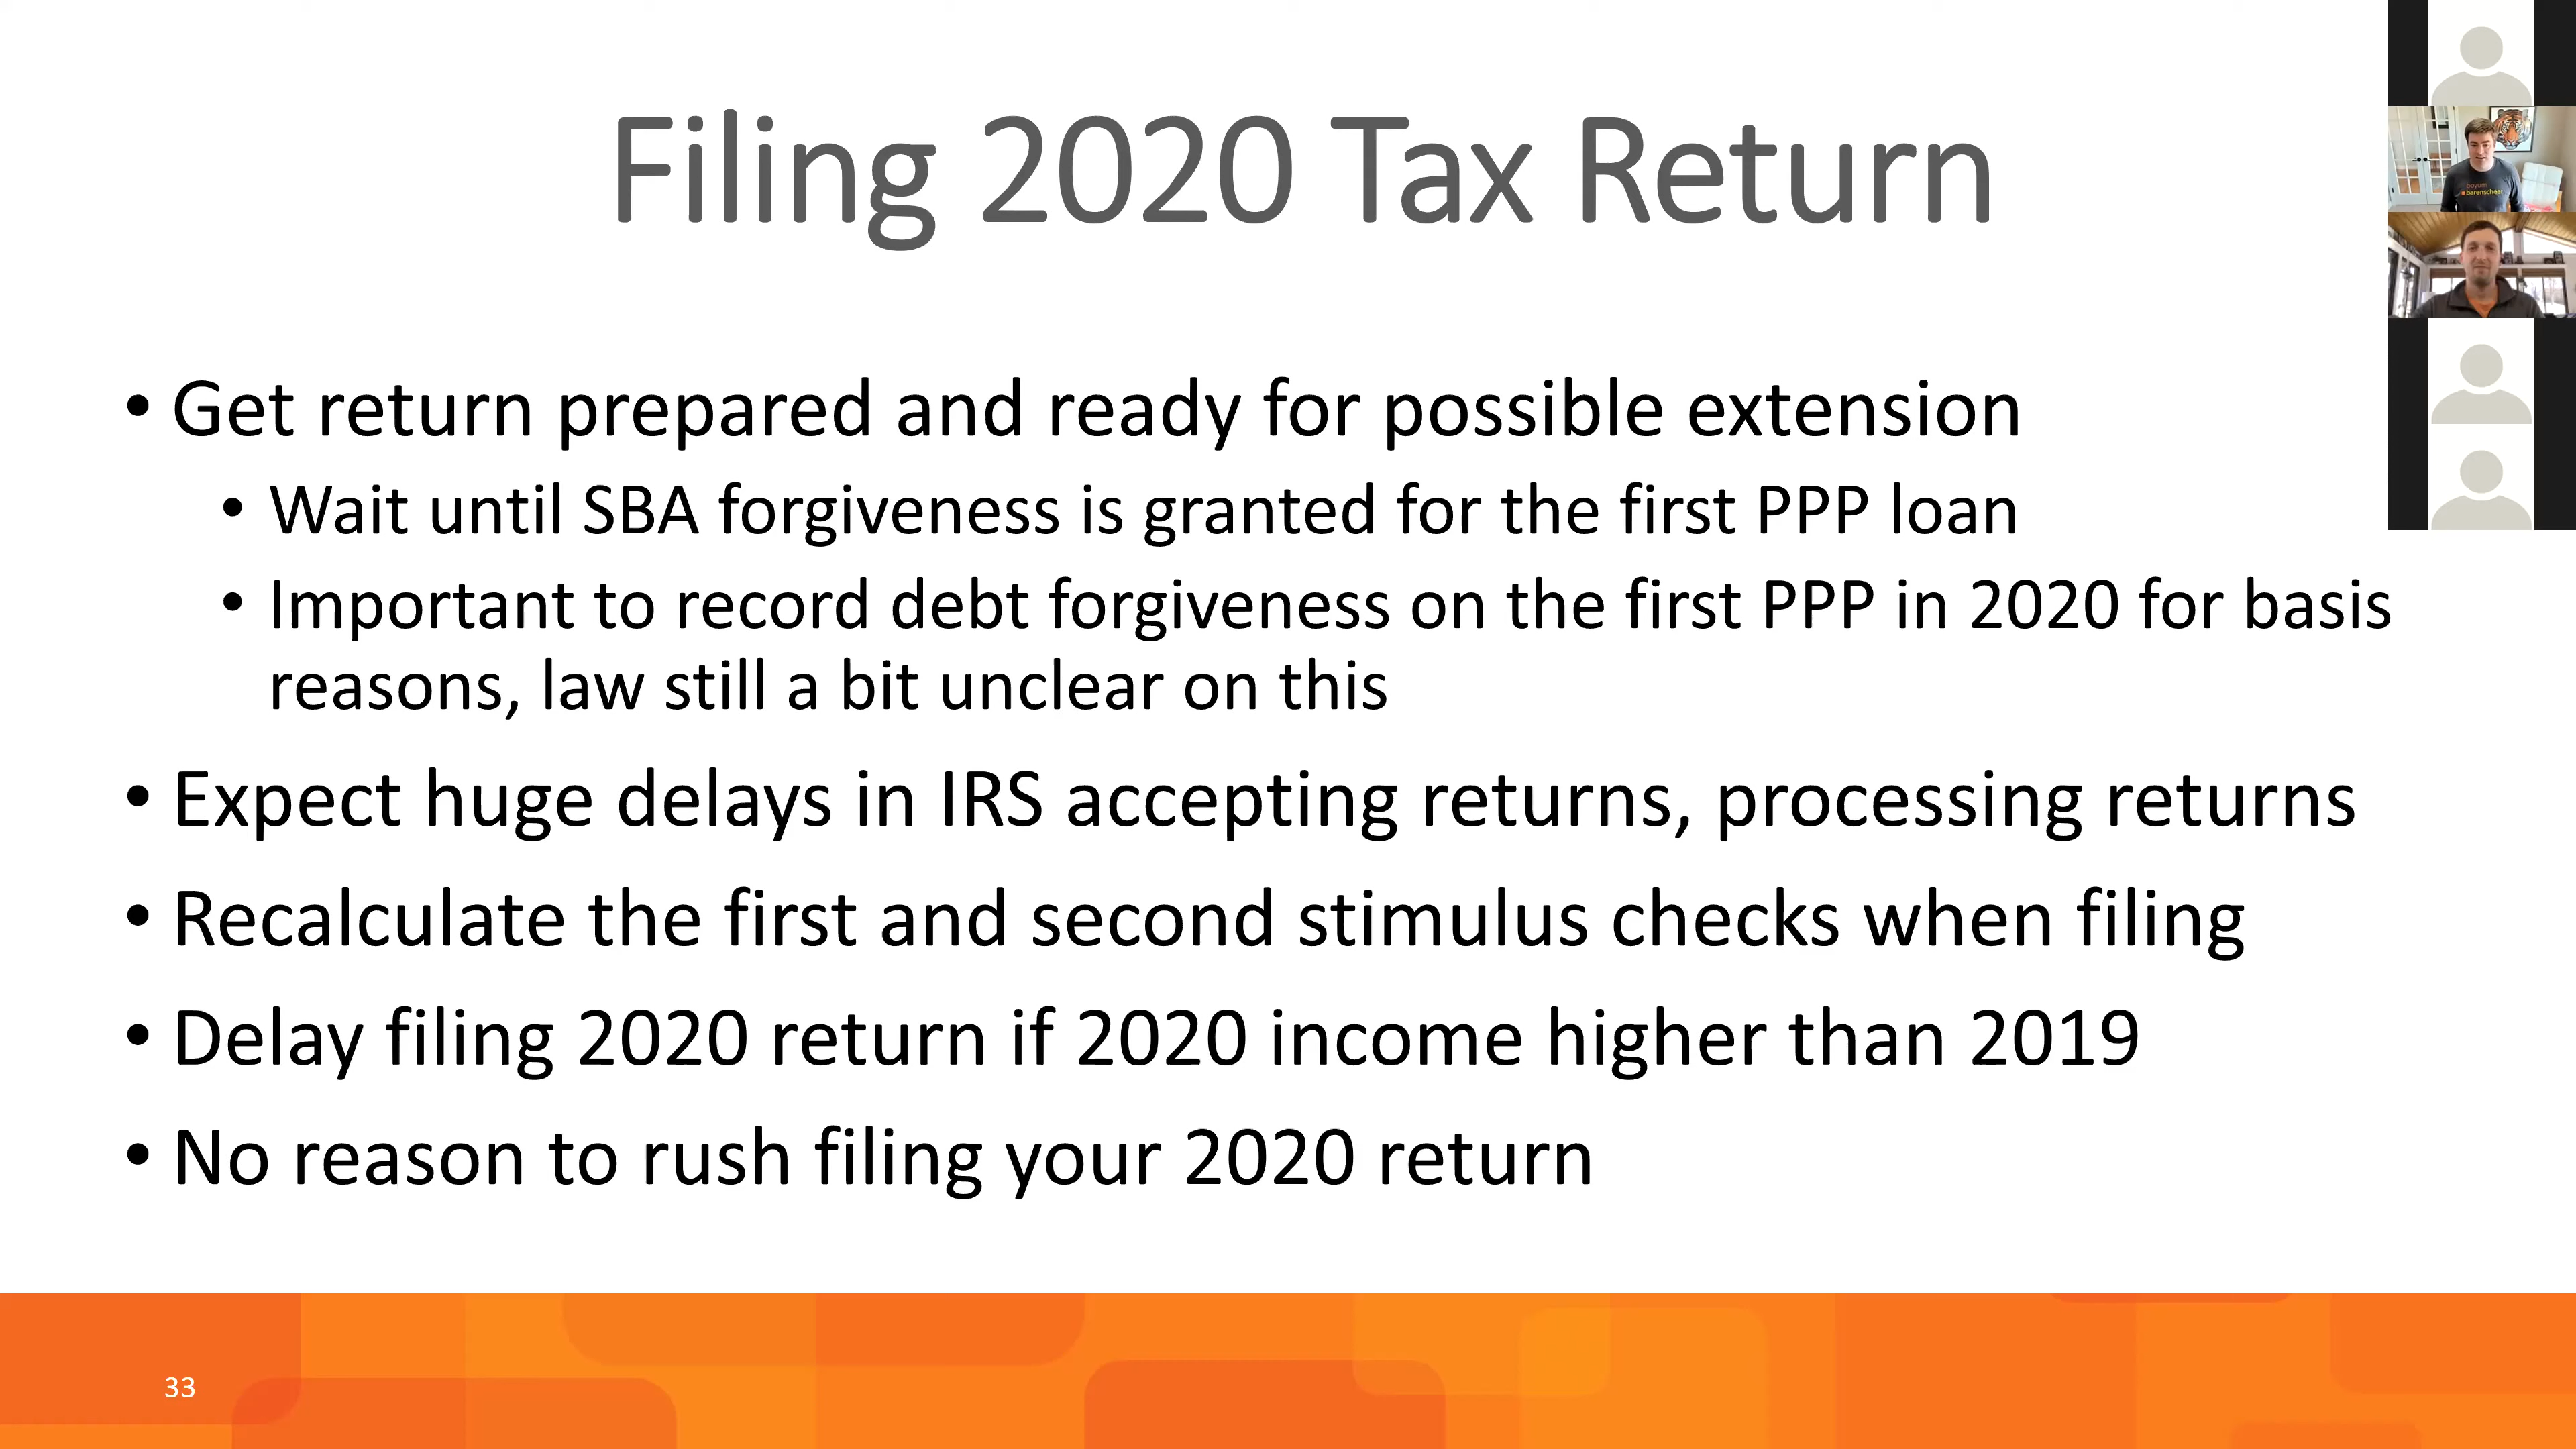 Filing 2020 Tax Return
• Get return prepared and ready for possible extension
• Wait until SBA forgiveness is granted for the first PPP loan
• Important to record debt forgiveness on the first PPP in 2020 for basis
reasons, law still a bit unclear on this
• Expect huge delays in IRS accepting returns, processing returns
• Recalculate the first and second stimulus checks when filing
• Delay filing 2020 return if 2020 income higher than 2019
• No reason to rush filing your 2020 return
33
boyum
barenscheer